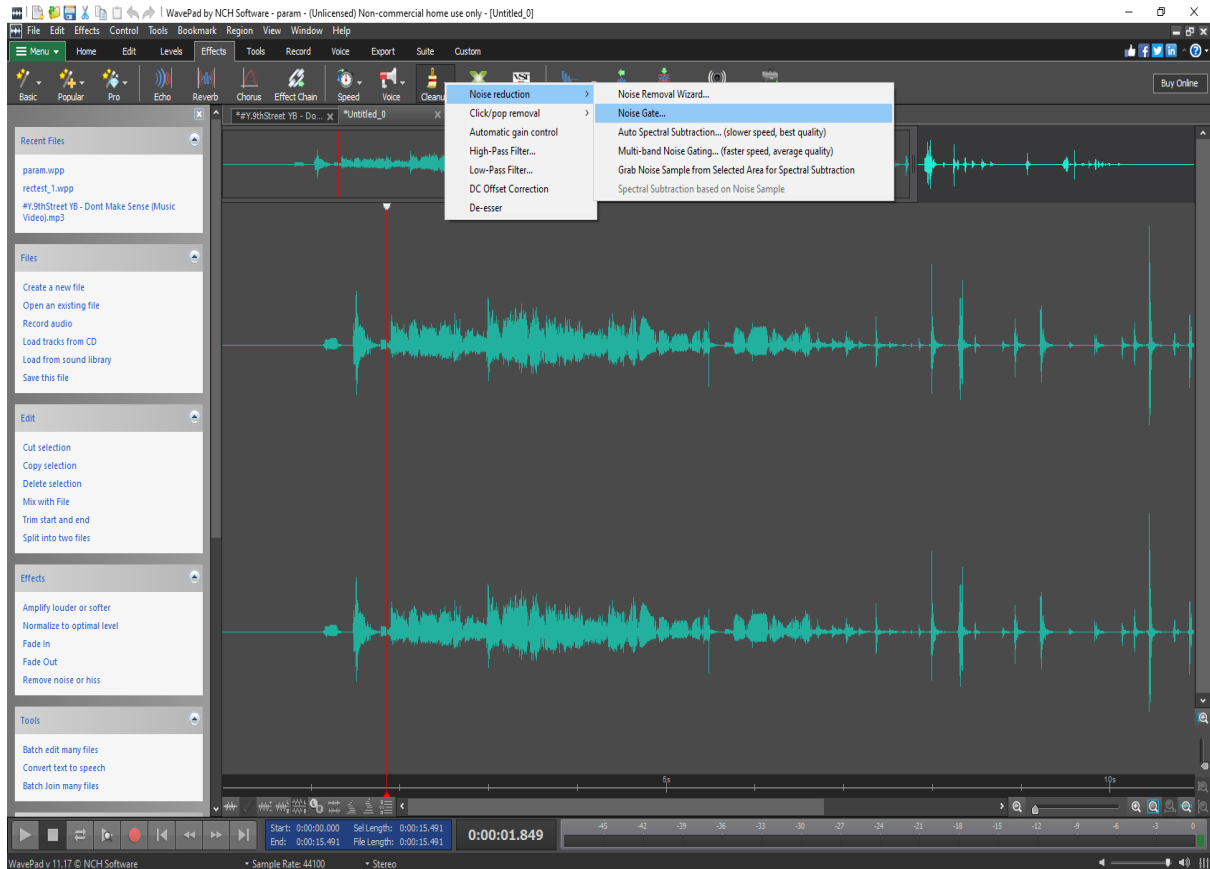 WavePad by NCH Software - param - (Unlicensed) Non-commercial home use only - [Untitled_0]
File Edit Effects Control Tools Bookmark Region View Window Help
Menu Home Edit Levels Effects Tools Record Voice Export Suite Custom
Basic Popular Pro Echo Reverb Chorus Effect Chain Speed Voice Buy Online
*#Y.9thStreet YB - Do... x *Untitled_0 x
Noise reduction
Click/pop removal
Automatic gain control
High-Pass Filter...
Low-Pass Filter...
DC Offset Correction
De-esser
Noise Removal Wizard...
Noise Gate...
Auto Spectral Subtraction... (slower speed, best quality)
Multi-band Noise Gating... (faster speed, average quality)
Grab Noise Sample from Selected Area for Spectral Subtraction
Spectral Subtraction based on Noise Sample
Recent Files
param.wpp
rectest_1.wpp
#Y.9thStreet YB - Dont Make Sense (Music
Video).mp3
Files
Create a new file
Open an existing file
Record audio
Load tracks from CD
Load from sound library
Save this file
Edit
Cut selection
Copy selection
Delete selection
Mix with File
Trim start and end
Split into two files
Effects
Amplify louder or softer
Normalize to optimal level
Fade In
Fade Out
Remove noise or hiss
Tools
Batch edit many files
Convert text to speech
Batch Join many files
5s 10s
Start: 0:00:00.000 Sel Length: 0:00:15.491
End: 0:00:15.491 File Length: 0:00:15.491
0:00:01.849
-45 -42 -39 -36 -33 -30 -27 -24 -21 -18 -15 -12 -9 -6 -3 0
WavePad v 11.17 © NCH Software Sample Rate: 44100 Stereo